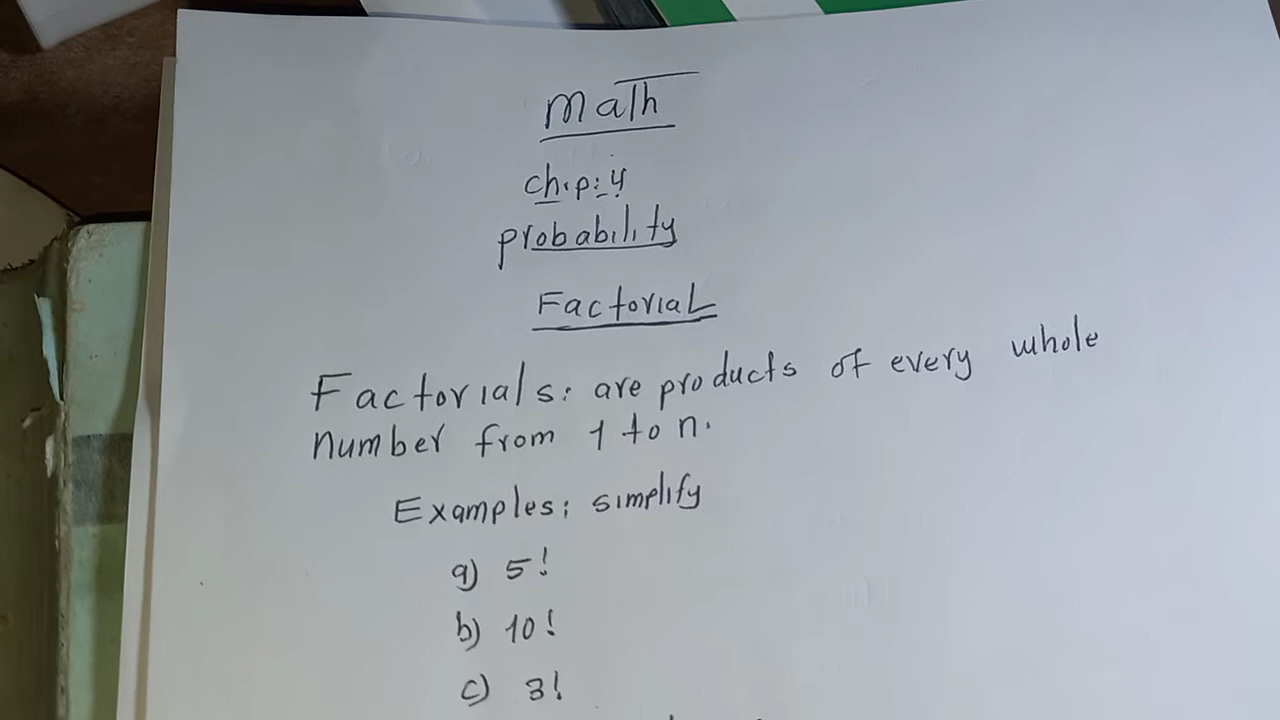 Math
ch.p:4
probability
Factorial
Factorials: are products of every whole
number from 1 to n.
Examples: simplify
a) 5!
b) 10!
c) 3!